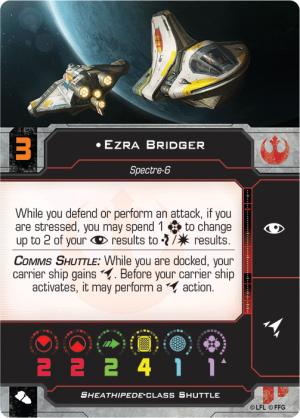 3
• Ezra Bridger
Spectre-6
While you defend or perform an attack, if you
are stressed, you may spend 1 to change
up to 2 of your results to / results.
Comms Shuttle: While you are docked, your
carrier ship gains . Before your carrier ship
activates, it may perform a action.
2 2 2 4 1 1
Sheathipede-class Shuttle
© LFL © FFG